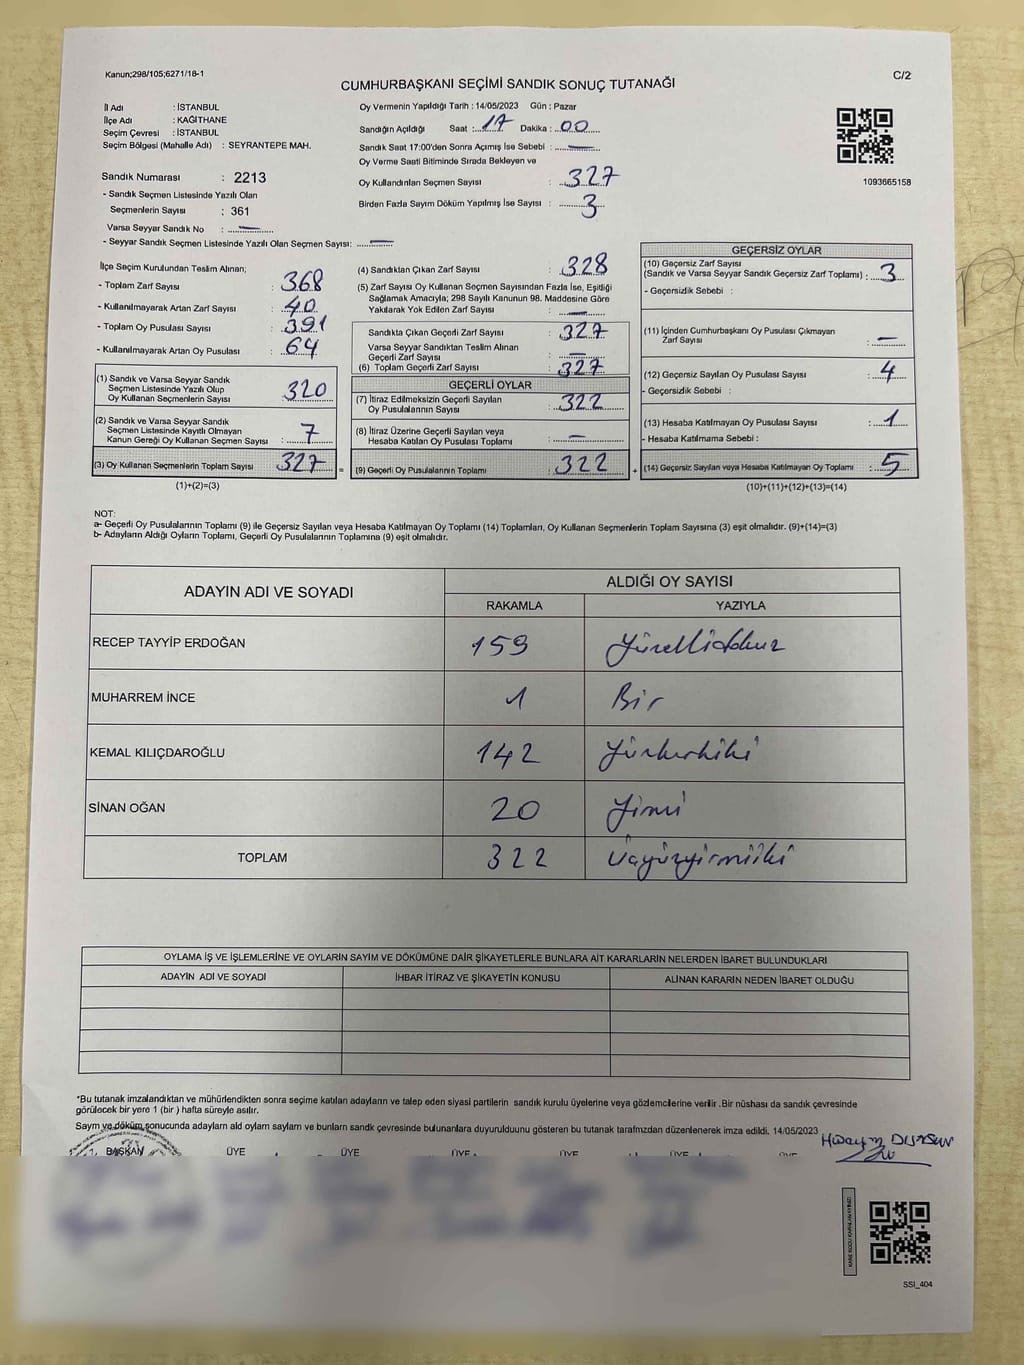 Kanun;298/105;6271/18-1
C/2
CUMHURBAŞKANI SEÇİMİ SANDIK SONUÇ TUTANAĞI
İl Adı : İSTANBUL
İlçe Adı : KAĞITHANE
Seçim Çevresi : İSTANBUL
Seçim Bölgesi (Mahalle Adı) : SEYRANTEPE MAH.
Sandık Numarası : 2213
- Sandık Seçmen Listesinde Yazılı Olan
Seçmenlerin Sayısı : 361
Varsa Seyyar Sandık No : —
- Seyyar Sandık Seçmen Listesinde Yazılı Olan Seçmen Sayısı: —
Oy Vermenin Yapıldığı Tarih : 14/05/2023 Gün : Pazar
Sandığın Açıldığı Saat : 17 Dakika : 00
Sandık Saat 17:00'den Sonra Açımış İse Sebebi : —
Oy Verme Saati Bitiminde Sırada Bekleyen ve
Oy Kullandırılan Seçmen Sayısı : 327
Birden Fazla Sayım Döküm Yapılmış İse Sayısı : 3
1093665158
İlçe Seçim Kurulundan Teslim Alınan;
- Toplam Zarf Sayısı : 368
- Kullanılmayarak Artan Zarf Sayısı : 40
- Toplam Oy Pusulası Sayısı : 391
- Kullanılmayarak Artan Oy Pusulası : 64
(1) Sandık ve Varsa Seyyar Sandık
Seçmen Listesinde Yazılı Olup
Oy Kullanan Seçmenlerin Sayısı : 320
(2) Sandık ve Varsa Seyyar Sandık
Seçmen Listesinde Kayıtlı Olmayan
Kanun Gereği Oy Kullanan Seçmen Sayısı : 7
(3) Oy Kullanan Seçmenlerin Toplam Sayısı : 327
(1)+(2)=(3)
(4) Sandıktan Çıkan Zarf Sayısı : 328
(5) Zarf Sayısı Oy Kullanan Seçmen Sayısından Fazla İse, Eşitliği
Sağlamak Amacıyla; 298 Sayılı Kanunun 98. Maddesine Göre
Yakılarak Yok Edilen Zarf Sayısı : —
Sandıkta Çıkan Geçerli Zarf Sayısı : 327
Varsa Seyyar Sandıktan Teslim Alınan
Geçerli Zarf Sayısı : —
(6) Toplam Geçerli Zarf Sayısı : 327
GEÇERLİ OYLAR
(7) İtiraz Edilmeksizin Geçerli Sayılan
Oy Pusulalarının Sayısı : 322
(8) İtiraz Üzerine Geçerli Sayılan veya
Hesaba Katılan Oy Pusulası Toplamı : —
= (9) Geçerli Oy Pusulalarının Toplamı : 322 +
GEÇERSİZ OYLAR
(10) Geçersiz Zarf Sayısı
(Sandık ve Varsa Seyyar Sandık Geçersiz Zarf Toplamı) : 3
- Geçersizlik Sebebi :
(11) İçinden Cumhurbaşkanı Oy Pusulası Çıkmayan
Zarf Sayısı : —
(12) Geçersiz Sayılan Oy Pusulası Sayısı : 4
- Geçersizlik Sebebi :
(13) Hesaba Katılmayan Oy Pusulası Sayısı : 1
- Hesaba Katılmama Sebebi :
(14) Geçersiz Sayılan veya Hesaba Katılmayan Oy Toplamı : 5
(10)+(11)+(12)+(13)=(14)
NOT:
a- Geçerli Oy Pusulalarının Toplamı (9) ile Geçersiz Sayılan veya Hesaba Katılmayan Oy Toplamı (14) Toplamları, Oy Kullanan Seçmenlerin Toplam Sayısına (3) eşit olmalıdır. (9)+(14)=(3)
b- Adayların Aldığı Oyların Toplamı, Geçerli Oy Pusulalarının Toplamına (9) eşit olmalıdır.
ADAYIN ADI VE SOYADI
ALDIĞI OY SAYISI
RAKAMLA YAZIYLA
RECEP TAYYİP ERDOĞAN 159 Yüzellidokuz
MUHARREM İNCE 1 Bir
KEMAL KILIÇDAROĞLU 142 Yüzkırkiki
SİNAN OĞAN 20 Yirmi
TOPLAM 322 Üçyüzyirmiiki
OYLAMA İŞ VE İŞLEMLERİNE VE OYLARIN SAYIM VE DÖKÜMÜNE DAİR ŞİKAYETLERLE BUNLARA AİT KARARLARIN NELERDEN İBARET BULUNDUKLARI
ADAYIN ADI VE SOYADI İHBAR İTİRAZ VE ŞİKAYETİN KONUSU ALINAN KARARIN NEDEN İBARET OLDUĞU
*Bu tutanak imzalandıktan ve mühürlendikten sonra seçime katılan adayların ve talep eden siyasi partilerin sandık kurulu üyelerine veya gözlemcilerine verilir .Bir nüshası da sandık çevresinde
görülecek bir yere 1 (bir ) hafta süreyle asılır.
Sayım ve döküm sonucunda adayların ald oyların sayların ve bunların sandk çevresinde bulunanlara duyurulduunu gösteren bu tutanak tarafmzdan düzenlenerek imza edildi. 14/05/2023
BAŞKAN ÜYE ÜYE ÜYE ÜYE ÜYE
SSI_404